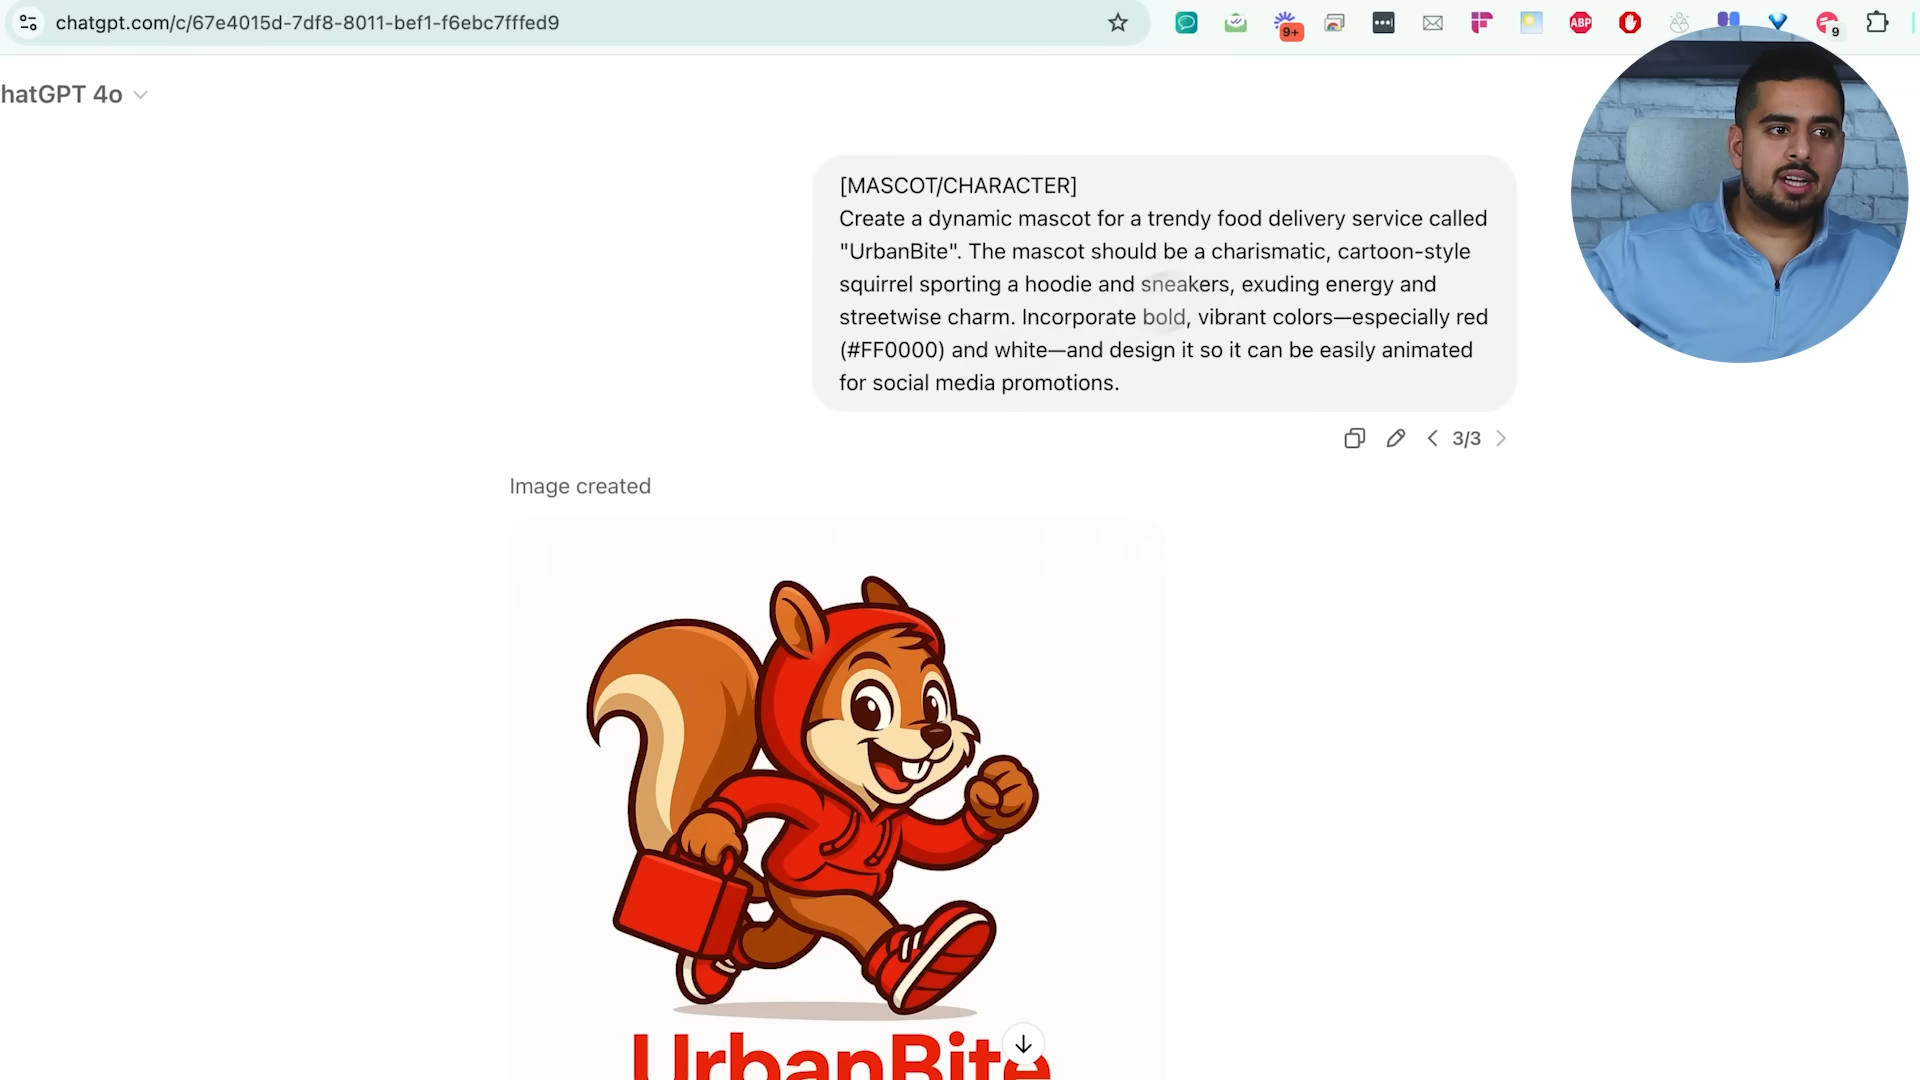 chatgpt.com/c/67e4015d-7df8-8011-bef1-f6ebc7fffed9
9+
ABP
9
hatGPT 4o
[MASCOT/CHARACTER]
Create a dynamic mascot for a trendy food delivery service called
"UrbanBite". The mascot should be a charismatic, cartoon-style
squirrel sporting a hoodie and sneakers, exuding energy and
streetwise charm. Incorporate bold, vibrant colors—especially red
(#FF0000) and white—and design it so it can be easily animated
for social media promotions.
3/3
Image created
UrbanBite